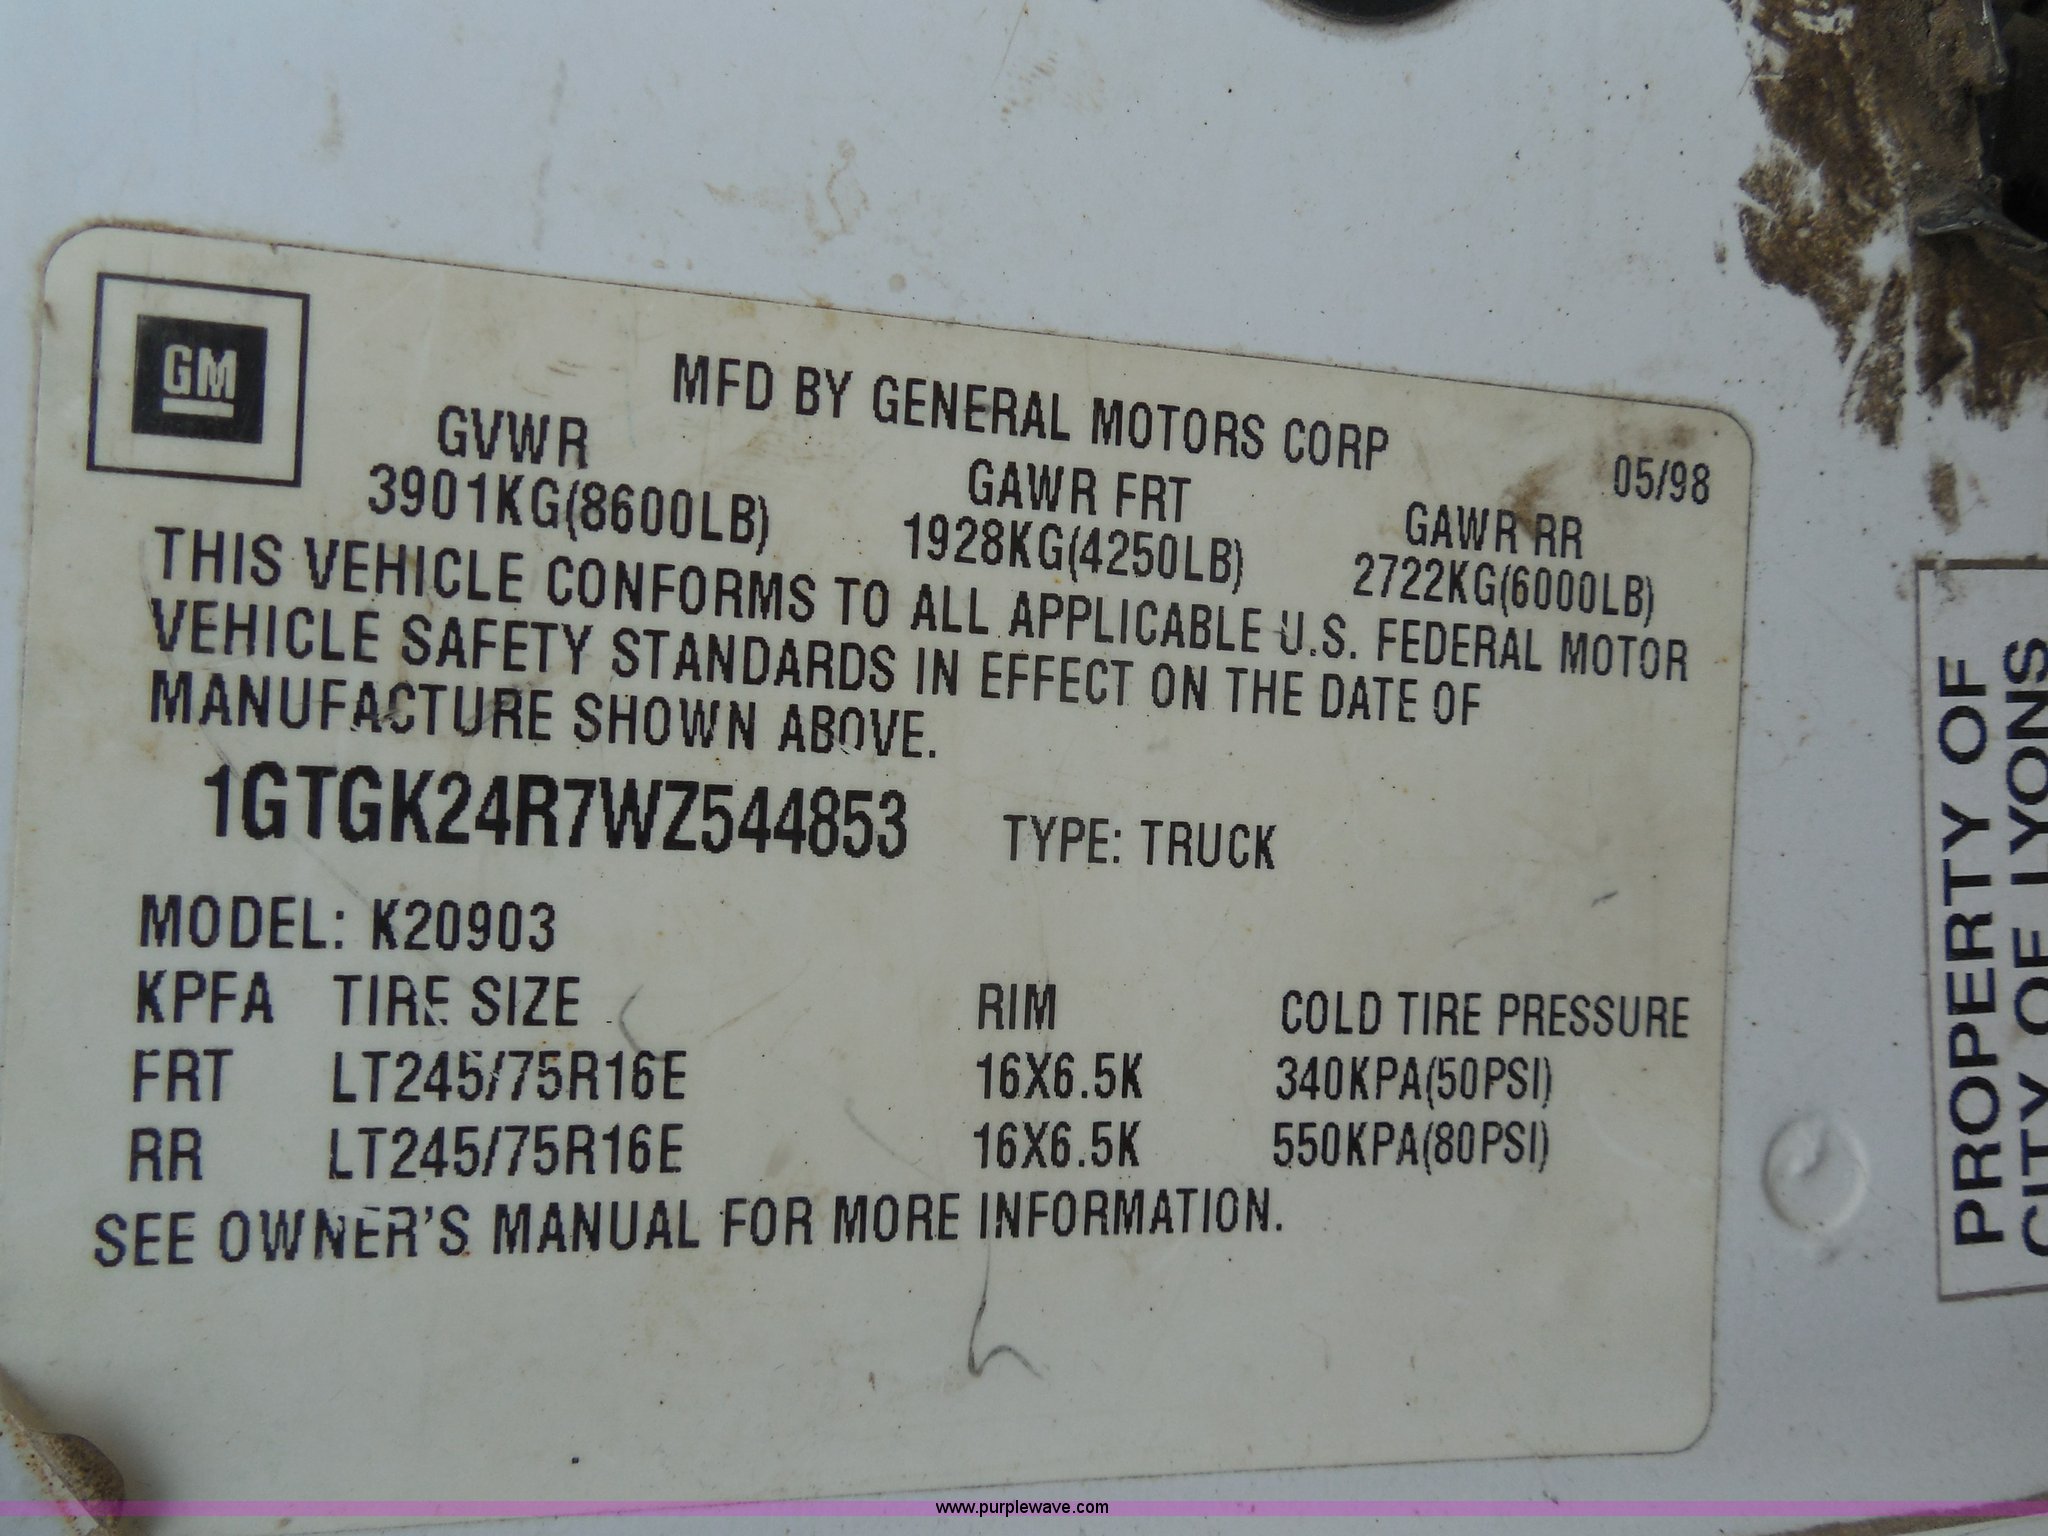 GM
MFD BY GENERAL MOTORS CORP
05/98
GVWR
3901KG(8600LB)
GAWR FRT
1928KG(4250LB)
GAWR RR
2722KG(6000LB)
THIS VEHICLE CONFORMS TO ALL APPLICABLE U.S. FEDERAL MOTOR
VEHICLE SAFETY STANDARDS IN EFFECT ON THE DATE OF
MANUFACTURE SHOWN ABOVE.
1GTGK24R7WZ544853 TYPE: TRUCK
MODEL: K20903
KPFA TIRE SIZE RIM COLD TIRE PRESSURE
FRT LT245/75R16E 16X6.5K 340KPA(50PSI)
RR LT245/75R16E 16X6.5K 550KPA(80PSI)
SEE OWNER'S MANUAL FOR MORE INFORMATION.
PROPERTY OF
CITY OF LYONS
www.purplewave.com